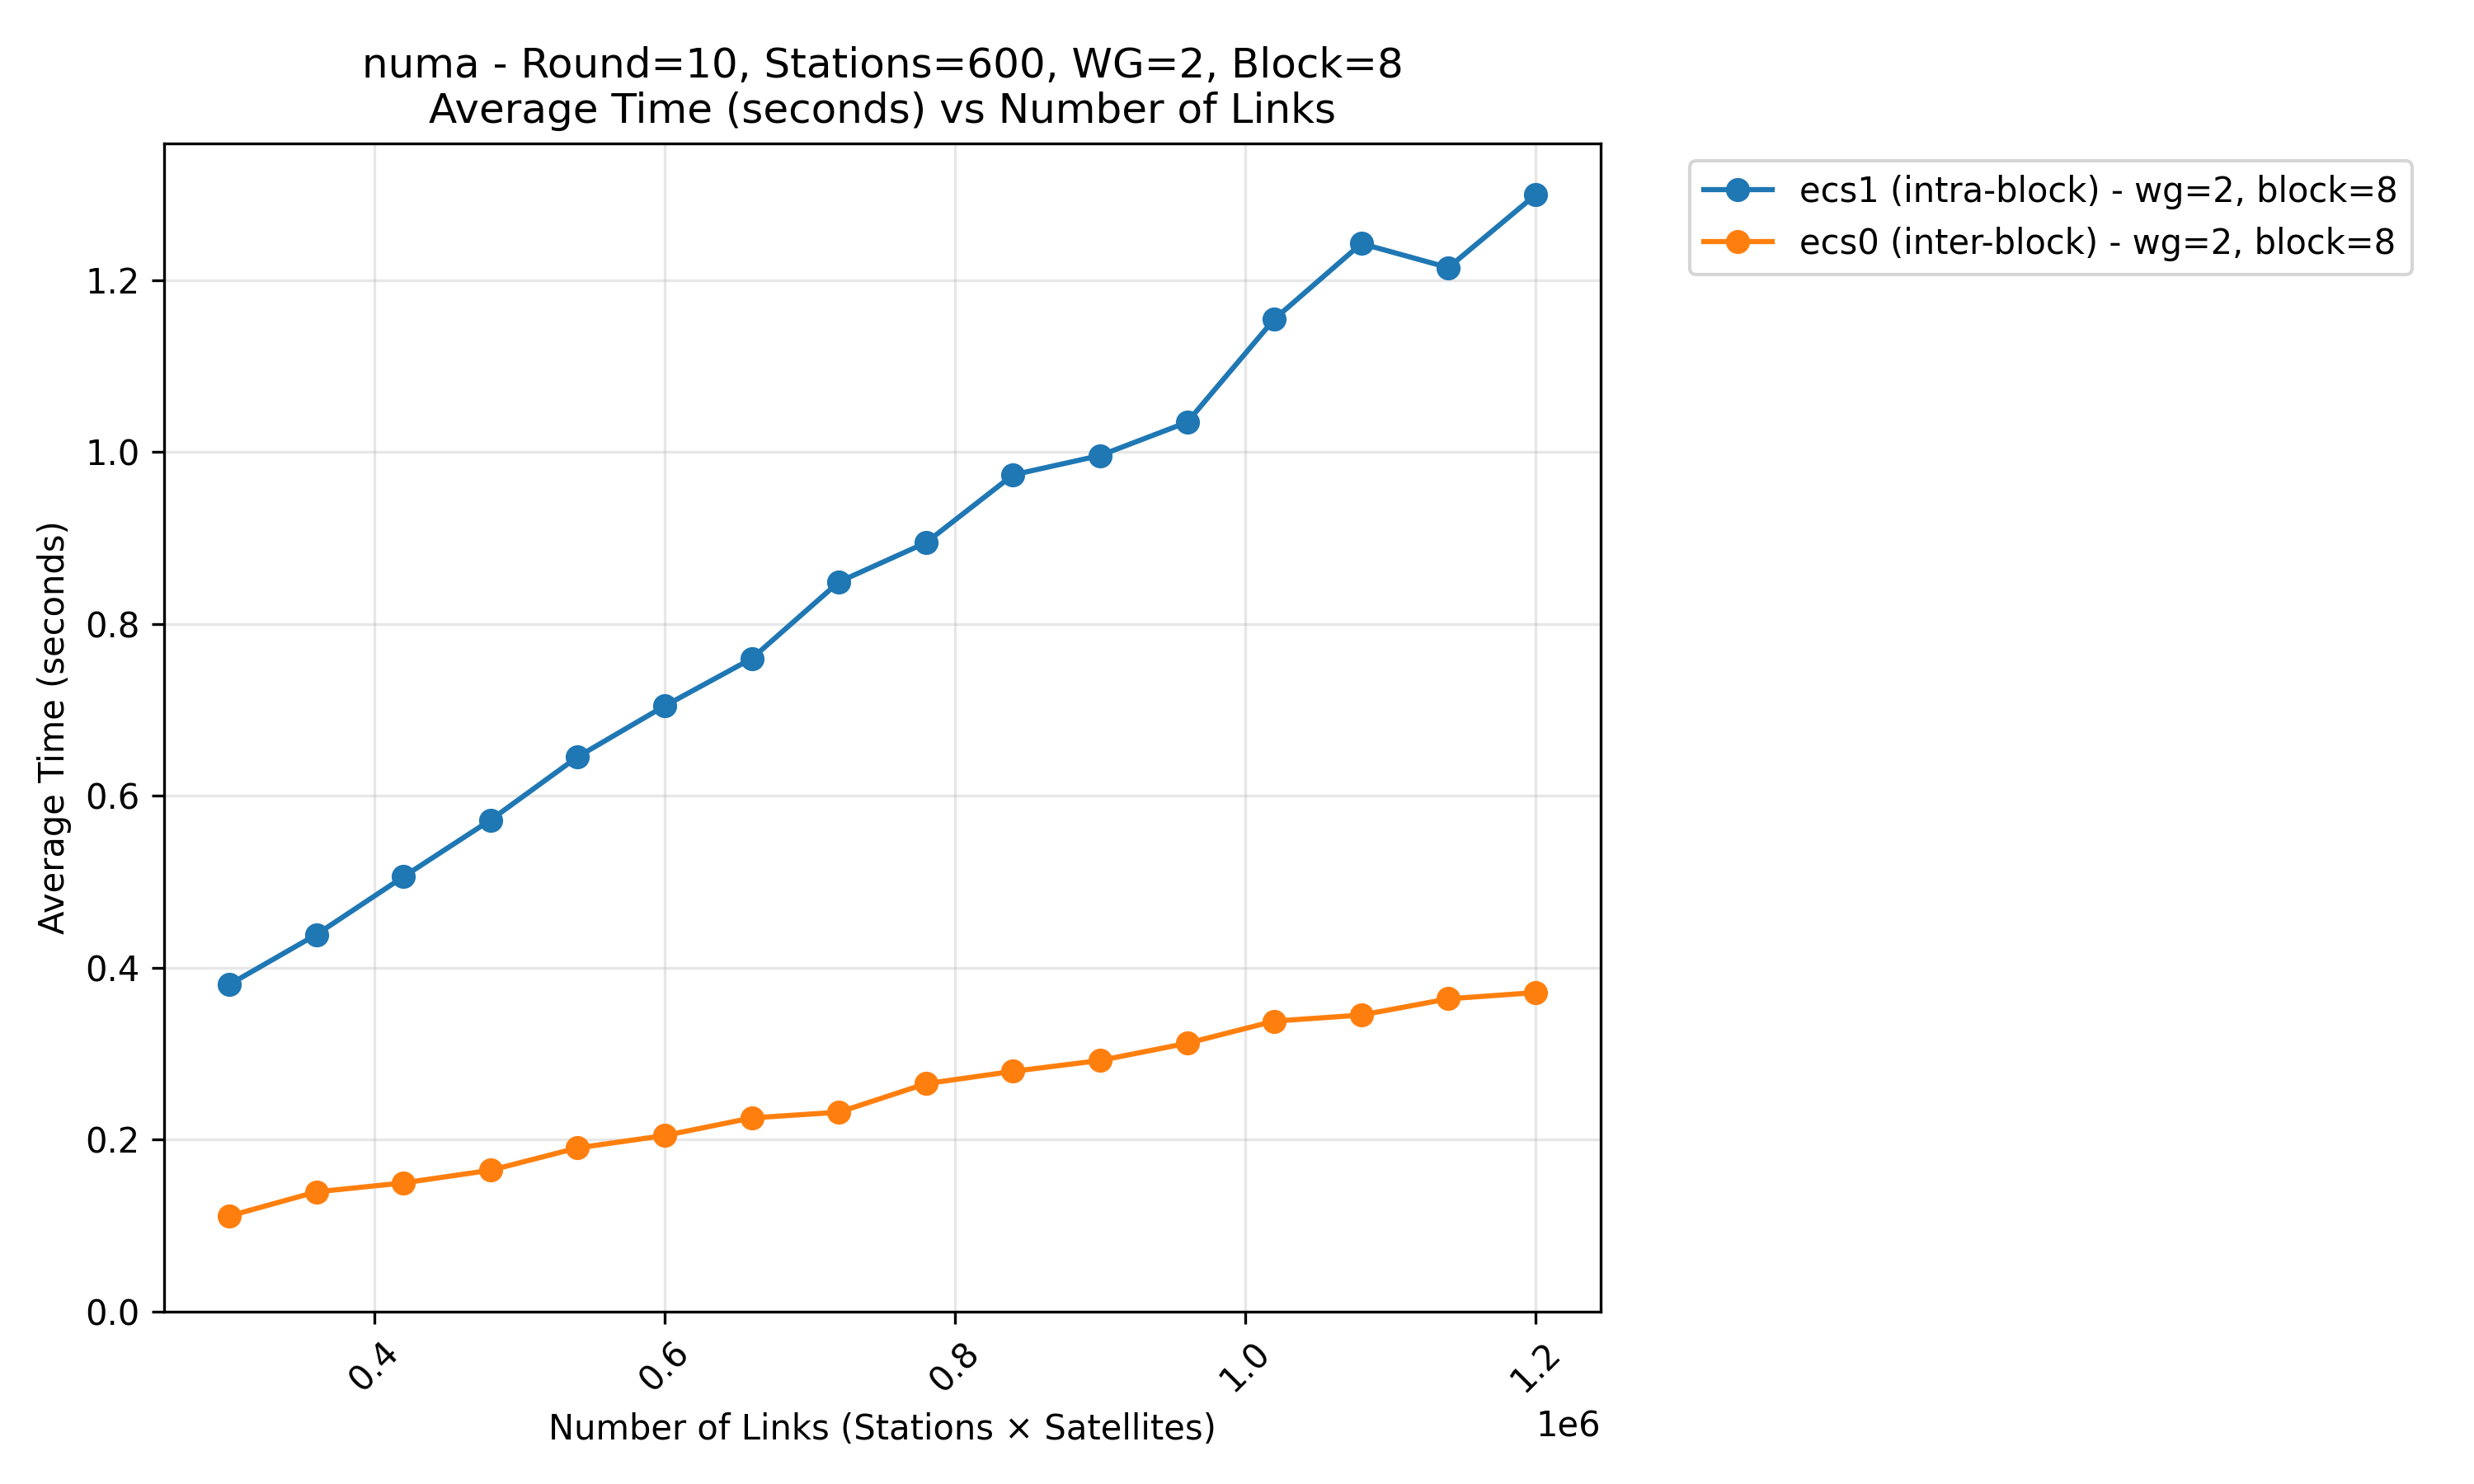 numa - Round=10, Stations=600, WG=2, Block=8
Average Time (seconds) vs Number of Links
ecs1 (intra-block) - wg=2, block=8
ecs0 (inter-block) - wg=2, block=8
Average Time (seconds)
1.2
1.0
0.8
0.6
0.4
0.2
0.0
0.4
0.6
0.8
1.0
1.2
1e6
Number of Links (Stations × Satellites)